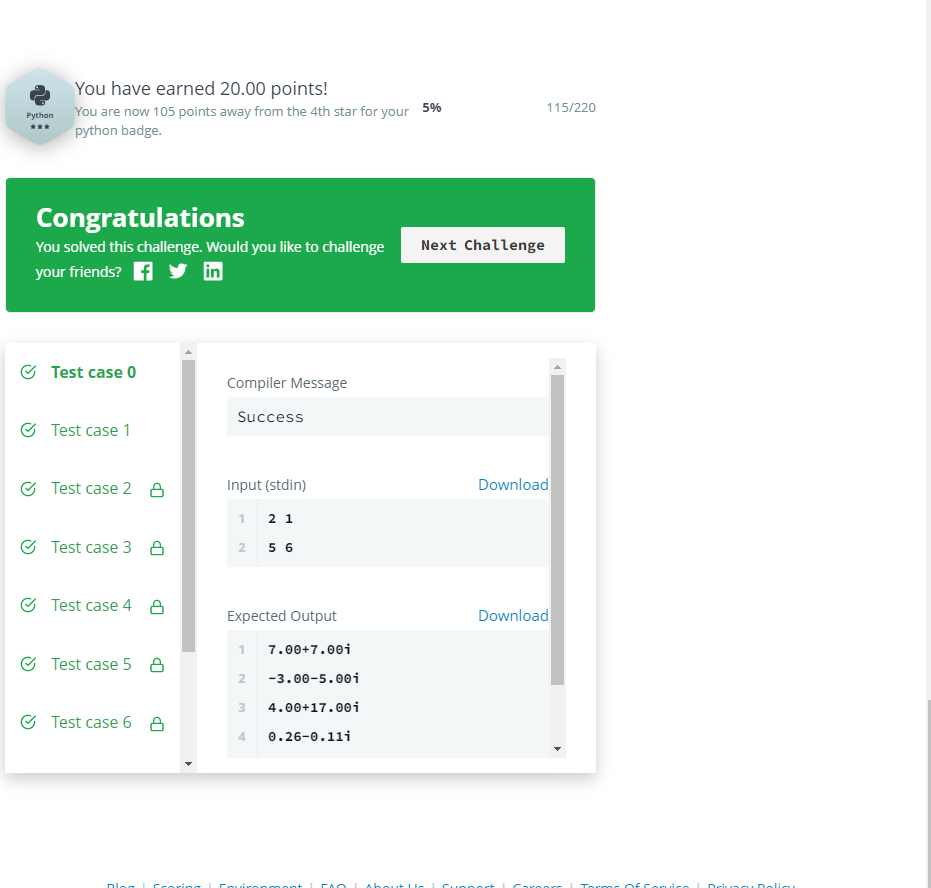 You have earned 20.00 points!
You are now 105 points away from the 4th star for your
python badge.
5%
115/220
Python
Congratulations
You solved this challenge. Would you like to challenge
your friends?
Next Challenge
Test case 0
Test case 1
Test case 2
Test case 3
Test case 4
Test case 5
Test case 6
Compiler Message
Success
Input (stdin)
Download
1 2 1
2 5 6
Expected Output
Download
1 7.00+7.00i
2 -3.00-5.00i
3 4.00+17.00i
4 0.26-0.11i
Blog | Scoring | Environment | FAQ | About Us | Support | Careers | Terms Of Service | Privacy Policy